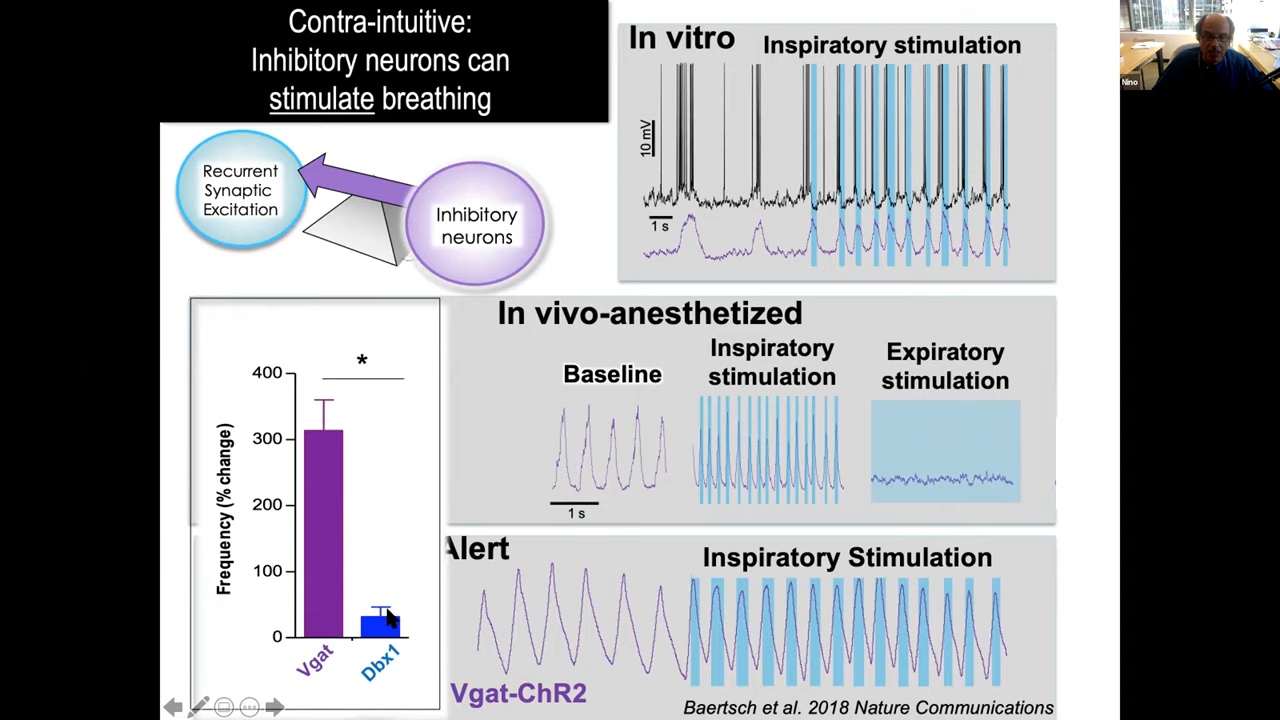 Contra-intuitive:
Inhibitory neurons can
stimulate breathing
Recurrent
Synaptic
Excitation
Inhibitory
neurons
In vitro
Inspiratory stimulation
10 mV
1 s
In vivo-anesthetized
Baseline
Inspiratory
stimulation
Expiratory
stimulation
1 s
*
Frequency (% change)
400
300
200
100
0
Vgat
Dbx1
Alert
Inspiratory Stimulation
Vgat-ChR2
Baertsch et al. 2018 Nature Communications
Nino